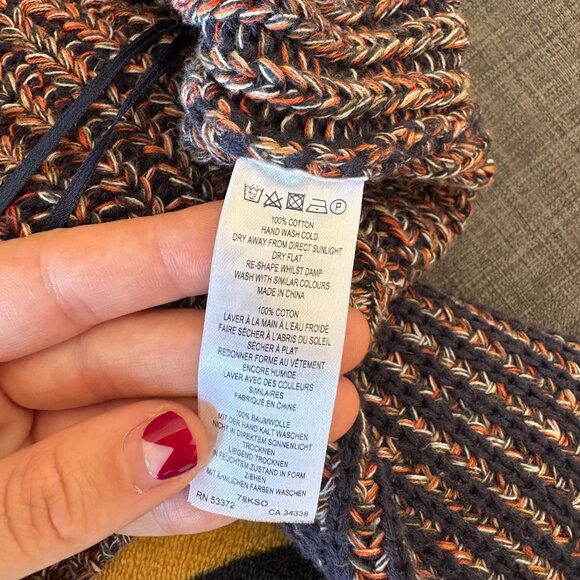 P
100% COTTON
HAND WASH COLD
DRY AWAY FROM DIRECT SUNLIGHT
DRY FLAT
RE-SHAPE WHILST DAMP
WASH WITH SIMILAR COLOURS
MADE IN CHINA
100% COTON
LAVER À LA MAIN À L'EAU FROIDE
FAIRE SÉCHER À L'ABRIS DU SOLEIL
SÉCHER À PLAT
REDONNER FORME AU VÊTEMENT
ENCORE HUMIDE
LAVER AVEC DES COULEURS
SIMILAIRES
FABRIQUÉ EN CHINE
100% BAUMWOLLE
MIT DER HAND KALT WASCHEN
NICHT IN DIREKTEM SONNENLICHT
TROCKNEN
LIEGEND TROCKNEN
IN FEUCHTEM ZUSTAND IN FORM
ZIEHEN
MIT ÄHNLICHEN FARBEN WASCHEN
78KSO
RN 53372 CA 34338